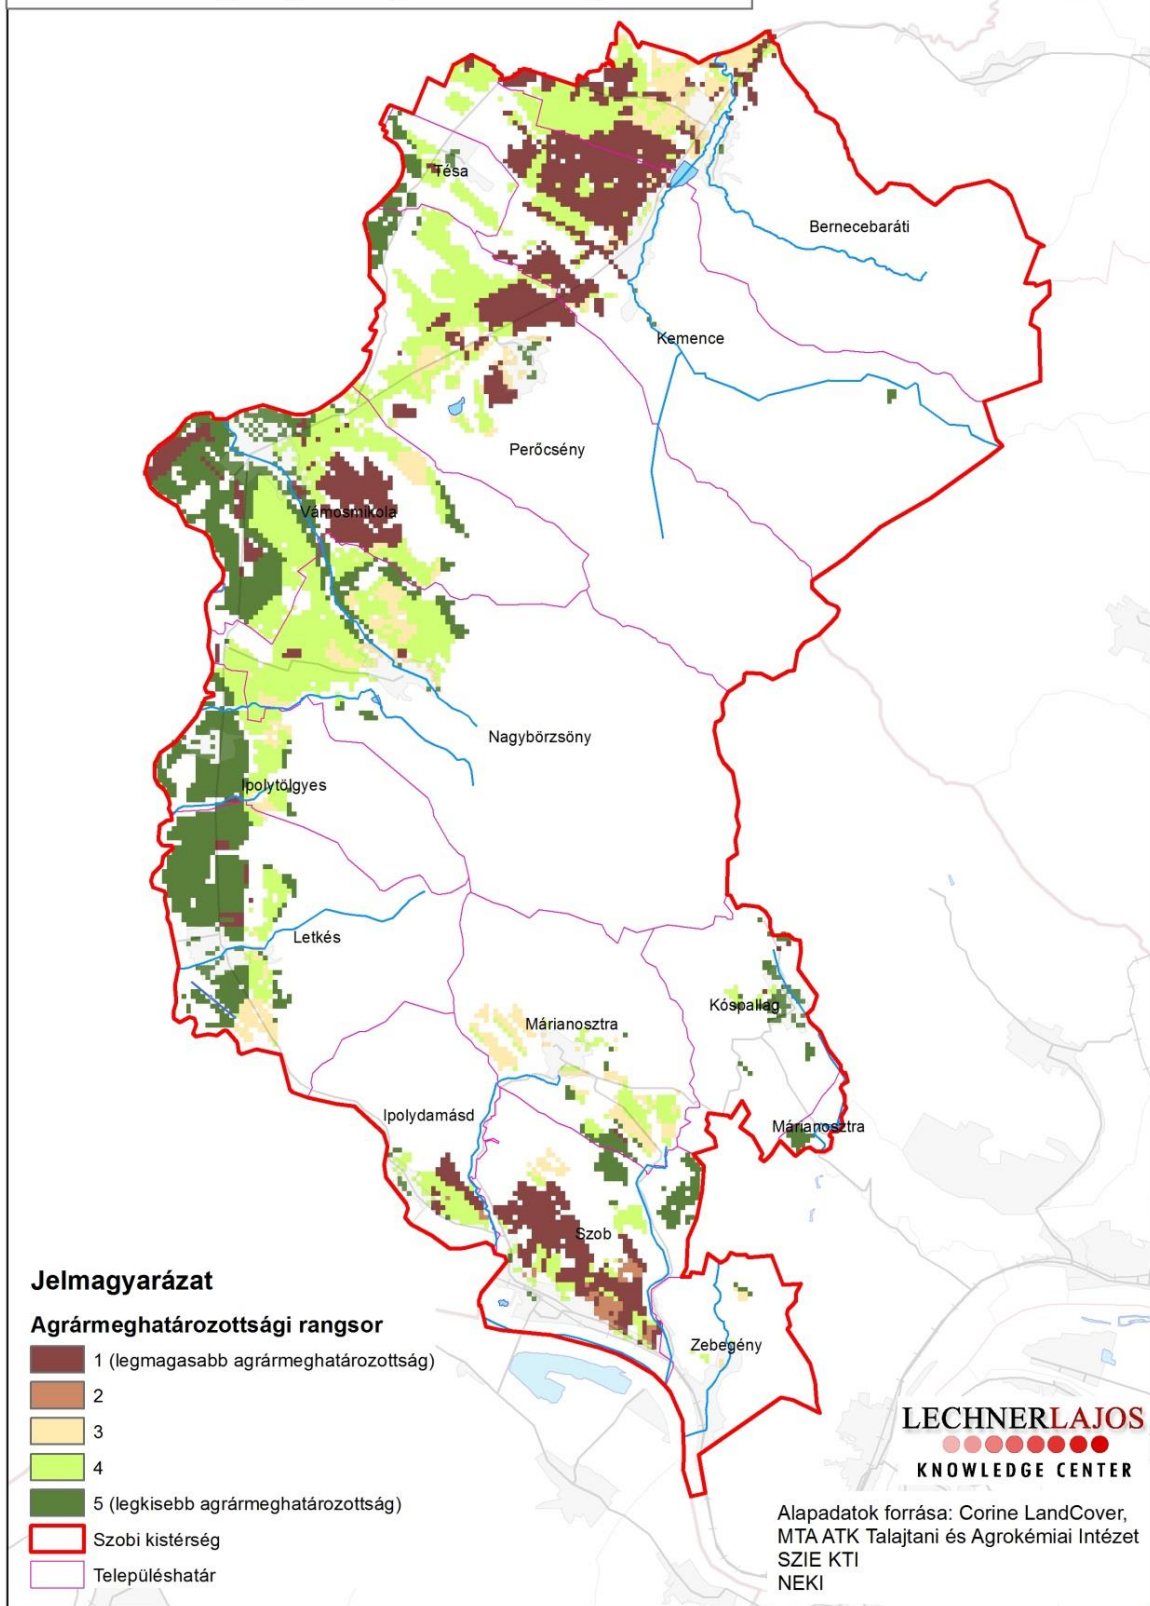 Tésa
Bernecebaráti
Kemence
Perőcsény
Vámosmikola
Nagybörzsöny
Ipolytölgyes
Letkés
Kóspallag
Márianosztra
Ipolydamásd
Márianosztra
Szob
Zebegény
Jelmagyarázat
Agrármeghatározottsági rangsor
1 (legmagasabb agrármeghatározottság)
2
3
4
5 (legkisebb agrármeghatározottság)
Szobi kistérség
Településhatár
LECHNERLAJOS
KNOWLEDGE CENTER
Alapadatok forrása: Corine LandCover,
MTA ATK Talajtani és Agrokémiai Intézet
SZIE KTI
NEKI